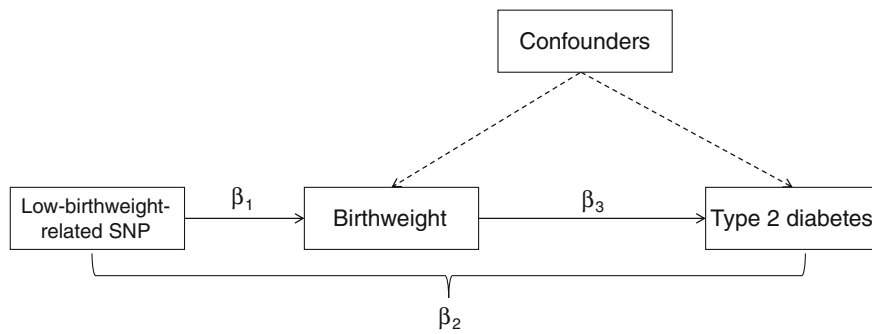 Confounders
Low-birthweight-
related SNP
β1
Birthweight
β3
Type 2 diabetes
β2